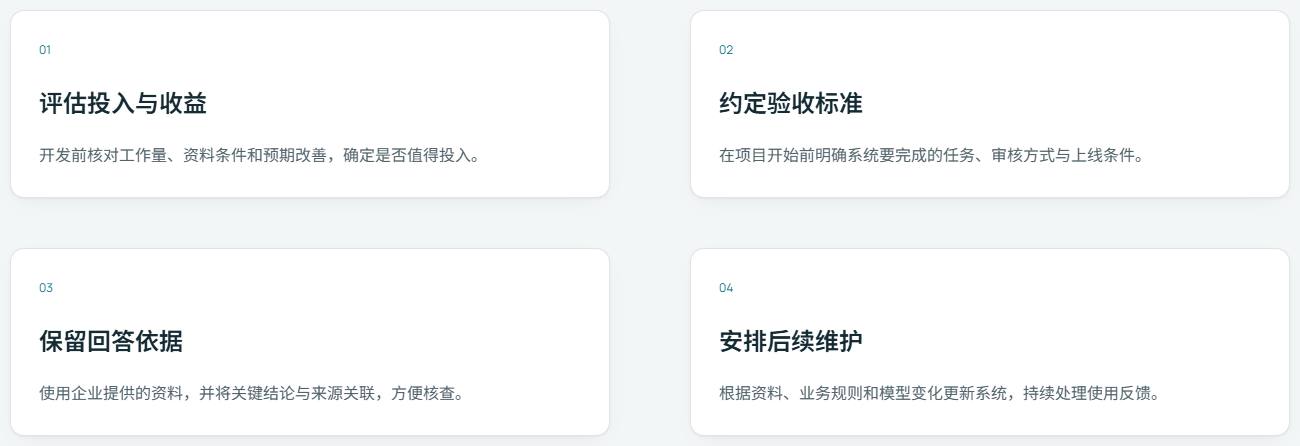 01
评估投入与收益
开发前核对工作量、资料条件和预期改善，确定是否值得投入。
02
约定验收标准
在项目开始前明确系统要完成的任务、审核方式与上线条件。
03
保留回答依据
使用企业提供的资料，并将关键结论与来源关联，方便核查。
04
安排后续维护
根据资料、业务规则和模型变化更新系统，持续处理使用反馈。